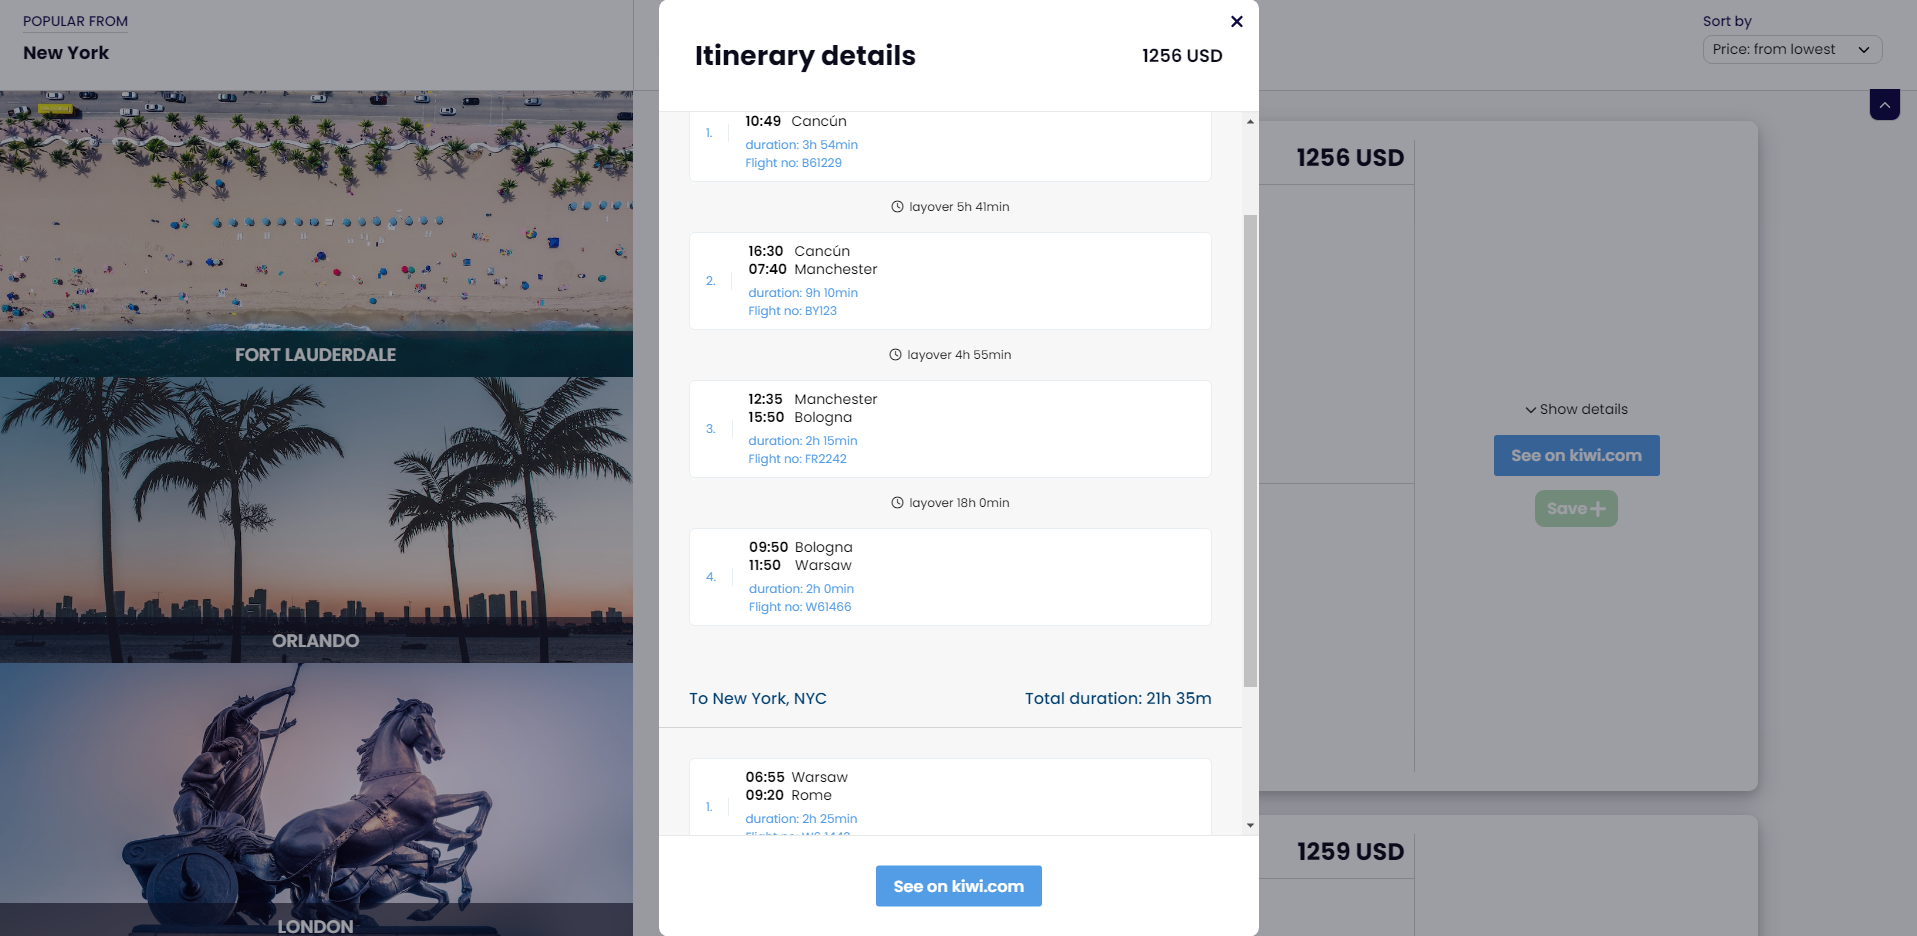 POPULAR FROM
New York
FORT LAUDERDALE
ORLANDO
LONDON
Itinerary details
1256 USD
10:49 Cancún
1.
duration: 3h 54min
Flight no: B61229
layover 5h 41min
16:30 Cancún
07:40 Manchester
2.
duration: 9h 10min
Flight no: BY123
layover 4h 55min
12:35 Manchester
15:50 Bologna
3.
duration: 2h 15min
Flight no: FR2242
layover 18h 0min
09:50 Bologna
11:50 Warsaw
4.
duration: 2h 0min
Flight no: W61466
To New York, NYC
Total duration: 21h 35m
06:55 Warsaw
09:20 Rome
1.
duration: 2h 25min
See on kiwi.com
Sort by
Price: from lowest
1256 USD
Show details
See on kiwi.com
Save
1259 USD